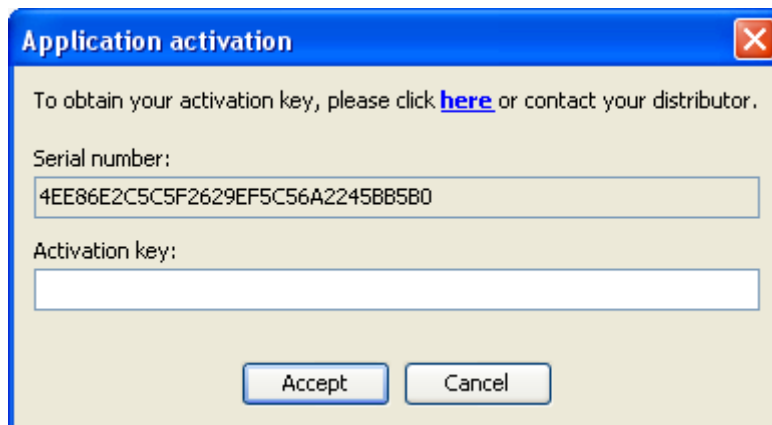 Application activation
To obtain your activation key, please click here or contact your distributor.
Serial number:
4EE86E2C5C5F2629EF5C56A2245BB5B0
Activation key:
Accept Cancel